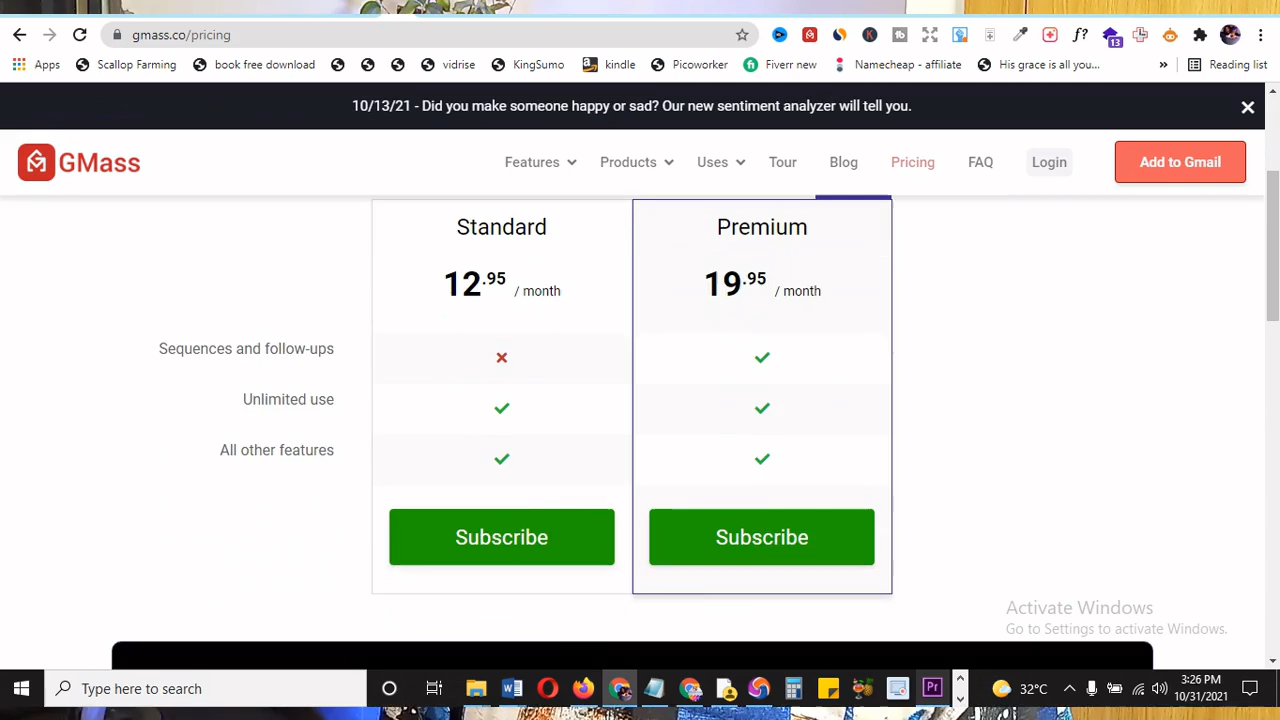 gmass.co/pricing
13
Apps
Scallop Farming
book free download
vidrise
KingSumo
kindle
Picoworker
Fiverr new
Namecheap - affiliate
His grace is all you...
»
Reading list
10/13/21 - Did you make someone happy or sad? Our new sentiment analyzer will tell you.
GMass
Features
Products
Uses
Tour
Blog
Pricing
FAQ
Login
Add to Gmail
Standard
Premium
12.95 / month
19.95 / month
Sequences and follow-ups
Unlimited use
All other features
Subscribe
Subscribe
Activate Windows
Go to Settings to activate Windows.
Type here to search
32°C
3:26 PM
10/31/2021